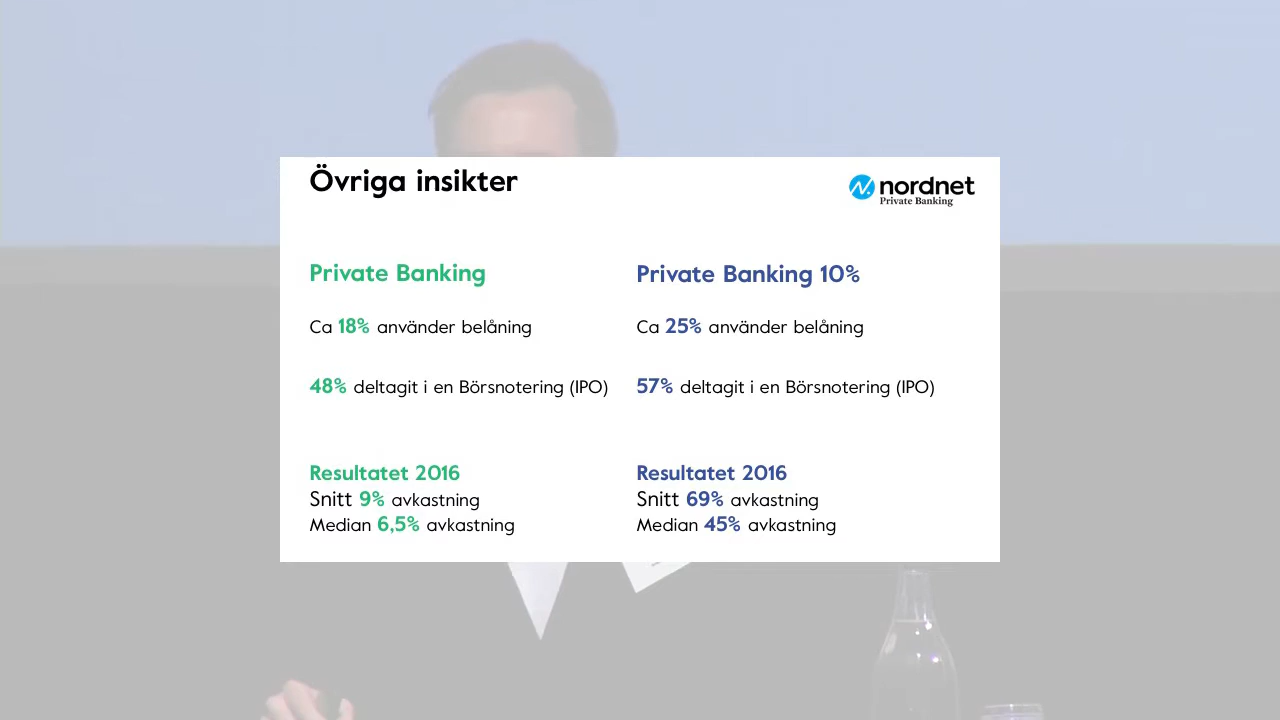 Övriga insikter
nordnet
Private Banking
Private Banking
Ca 18% använder belåning
48% deltagit i en Börsnotering (IPO)
Resultatet 2016
Snitt 9% avkastning
Median 6,5% avkastning
Private Banking 10%
Ca 25% använder belåning
57% deltagit i en Börsnotering (IPO)
Resultatet 2016
Snitt 69% avkastning
Median 45% avkastning